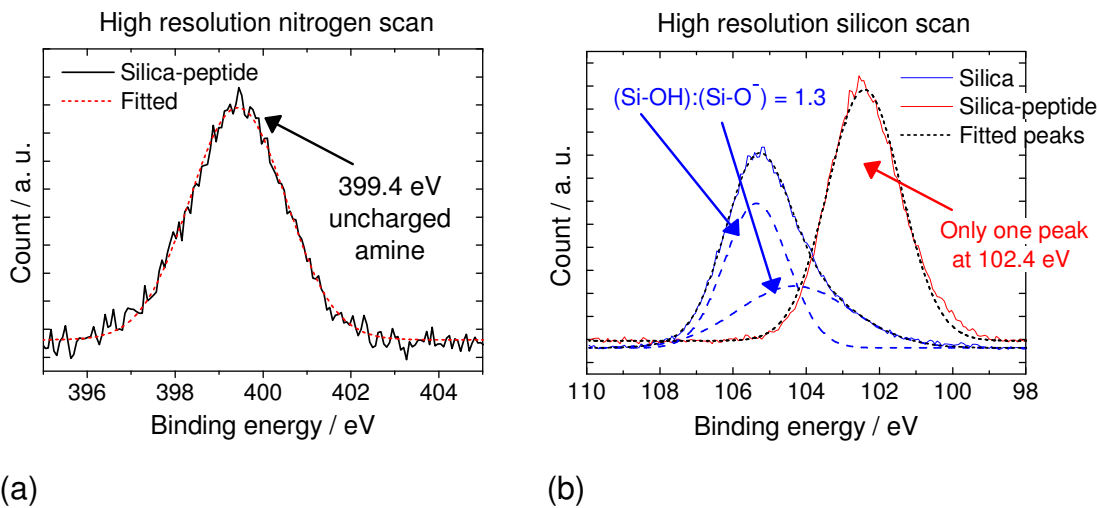 High resolution nitrogen scan
Silica-peptide
Fitted
399.4 eV
uncharged
amine
Count / a. u.
396 398 400 402 404
Binding energy / eV
(a)
High resolution silicon scan
(Si-OH):(Si-O⁻) = 1.3
Silica
Silica-peptide
Fitted peaks
Only one peak
at 102.4 eV
Count / a. u.
110 108 106 104 102 100 98
Binding energy / eV
(b)